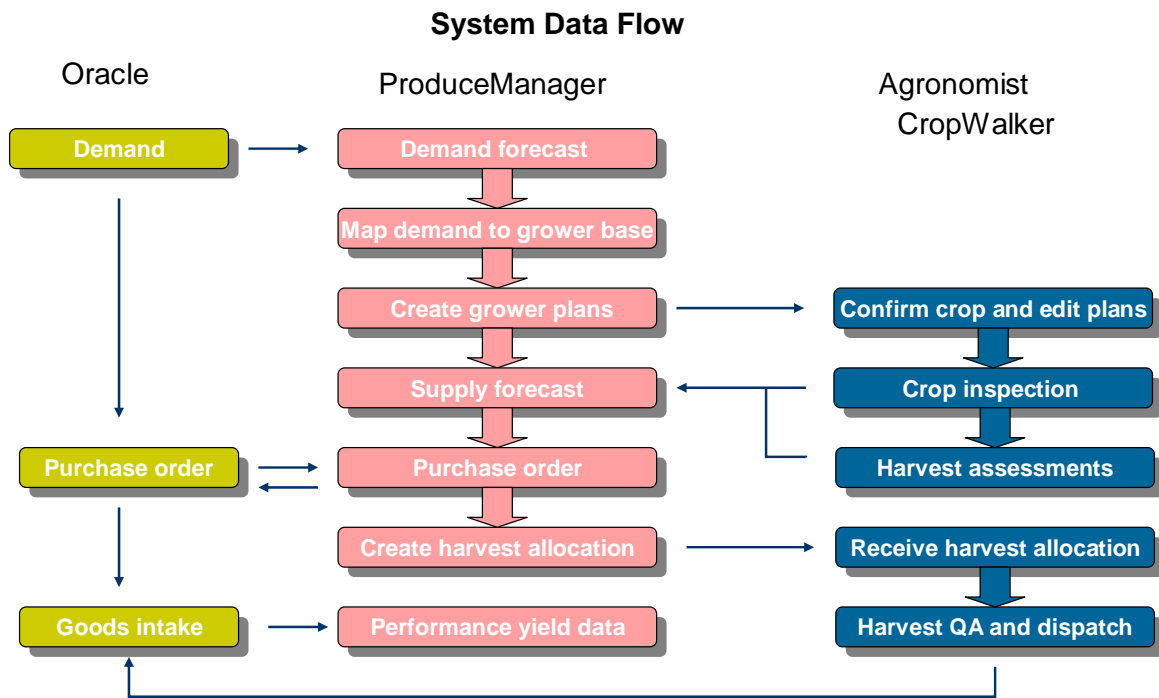 System Data Flow
Oracle
ProduceManager
Agronomist
CropWalker
Demand
Demand forecast
Map demand to grower base
Create grower plans
Confirm crop and edit plans
Supply forecast
Crop inspection
Purchase order
Purchase order
Harvest assessments
Create harvest allocation
Receive harvest allocation
Goods intake
Performance yield data
Harvest QA and dispatch